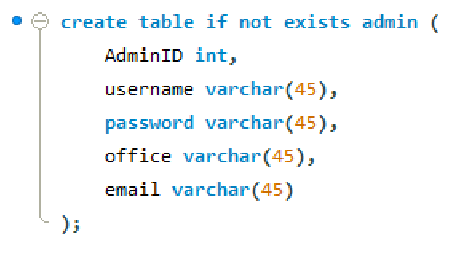 create table if not exists admin (
AdminID int,
username varchar(45),
password varchar(45),
office varchar(45),
email varchar(45)
);